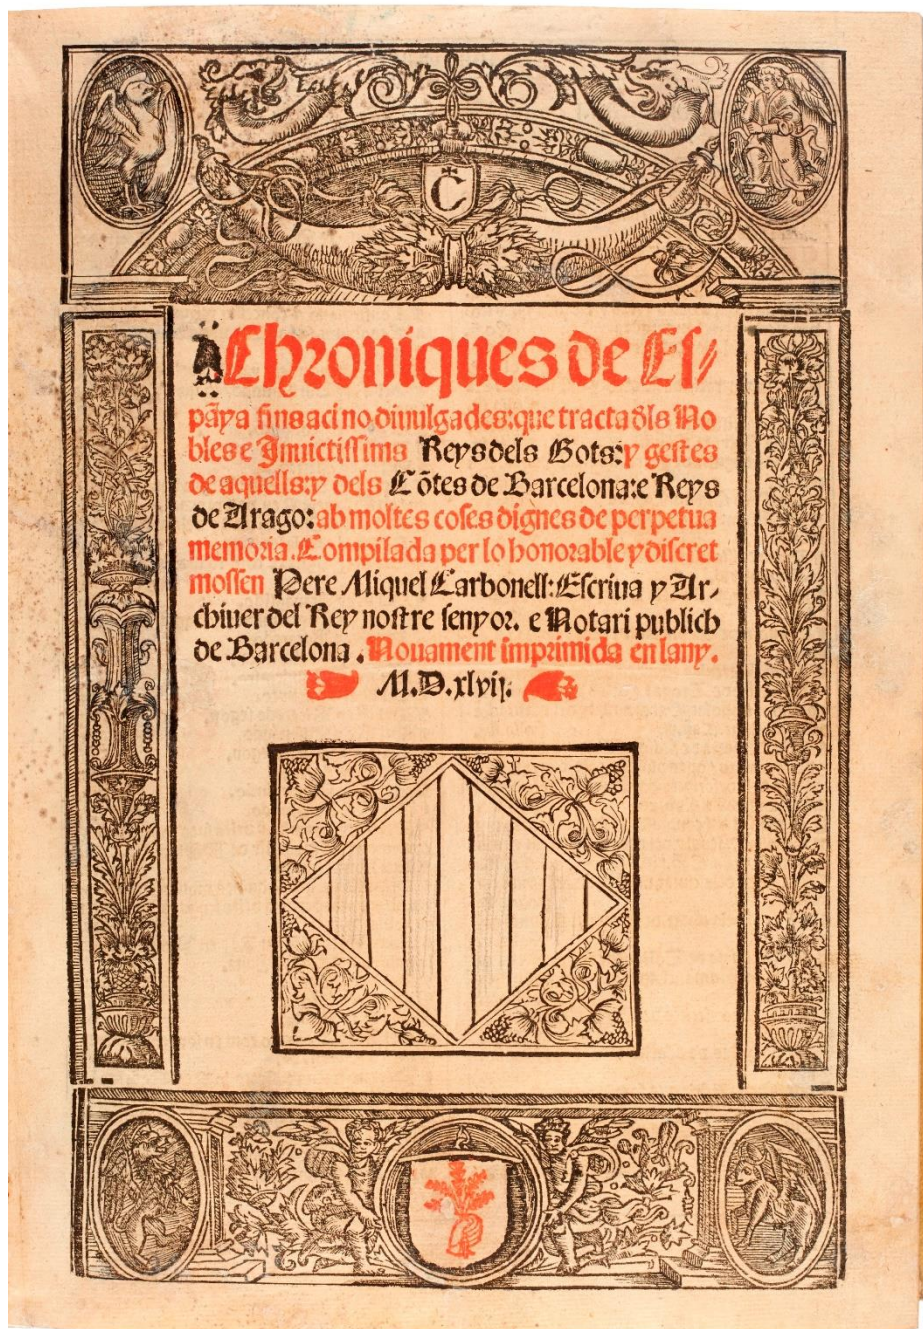 C
Chroniques de Es/
pãya fins aci no diuulgades: que tracta d̃ls No
bles e Inuictissims Reys dels Gots: y gestes
de aquells: y dels Cõtes de Barcelona: e Reys
de Arago: ab moltes coses dignes de perpetua
memoria. Compilada per lo honorable y discret
mossen Pere Miquel Carbonell: Escriua y Ar-
chiuer del Rey nostre senyor. e Notari publich
de Barcelona. Nouament imprimida en lany.
M.D.xlvij.